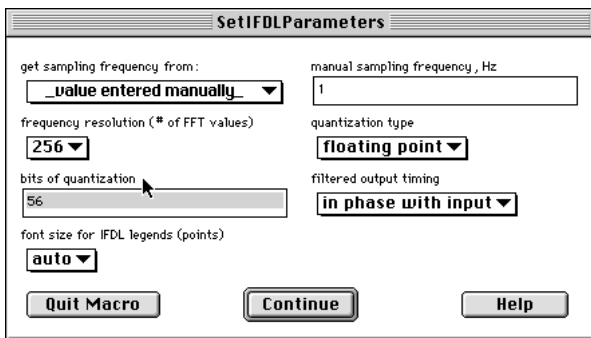 SetIFDLParameters
get sampling frequency from:
manual sampling frequency, Hz
_value entered manually_
1
frequency resolution (# of FFT values)
quantization type
256
floating point
bits of quantization
filtered output timing
56
in phase with input
font size for IFDL legends (points)
auto
Quit Macro
Continue
Help